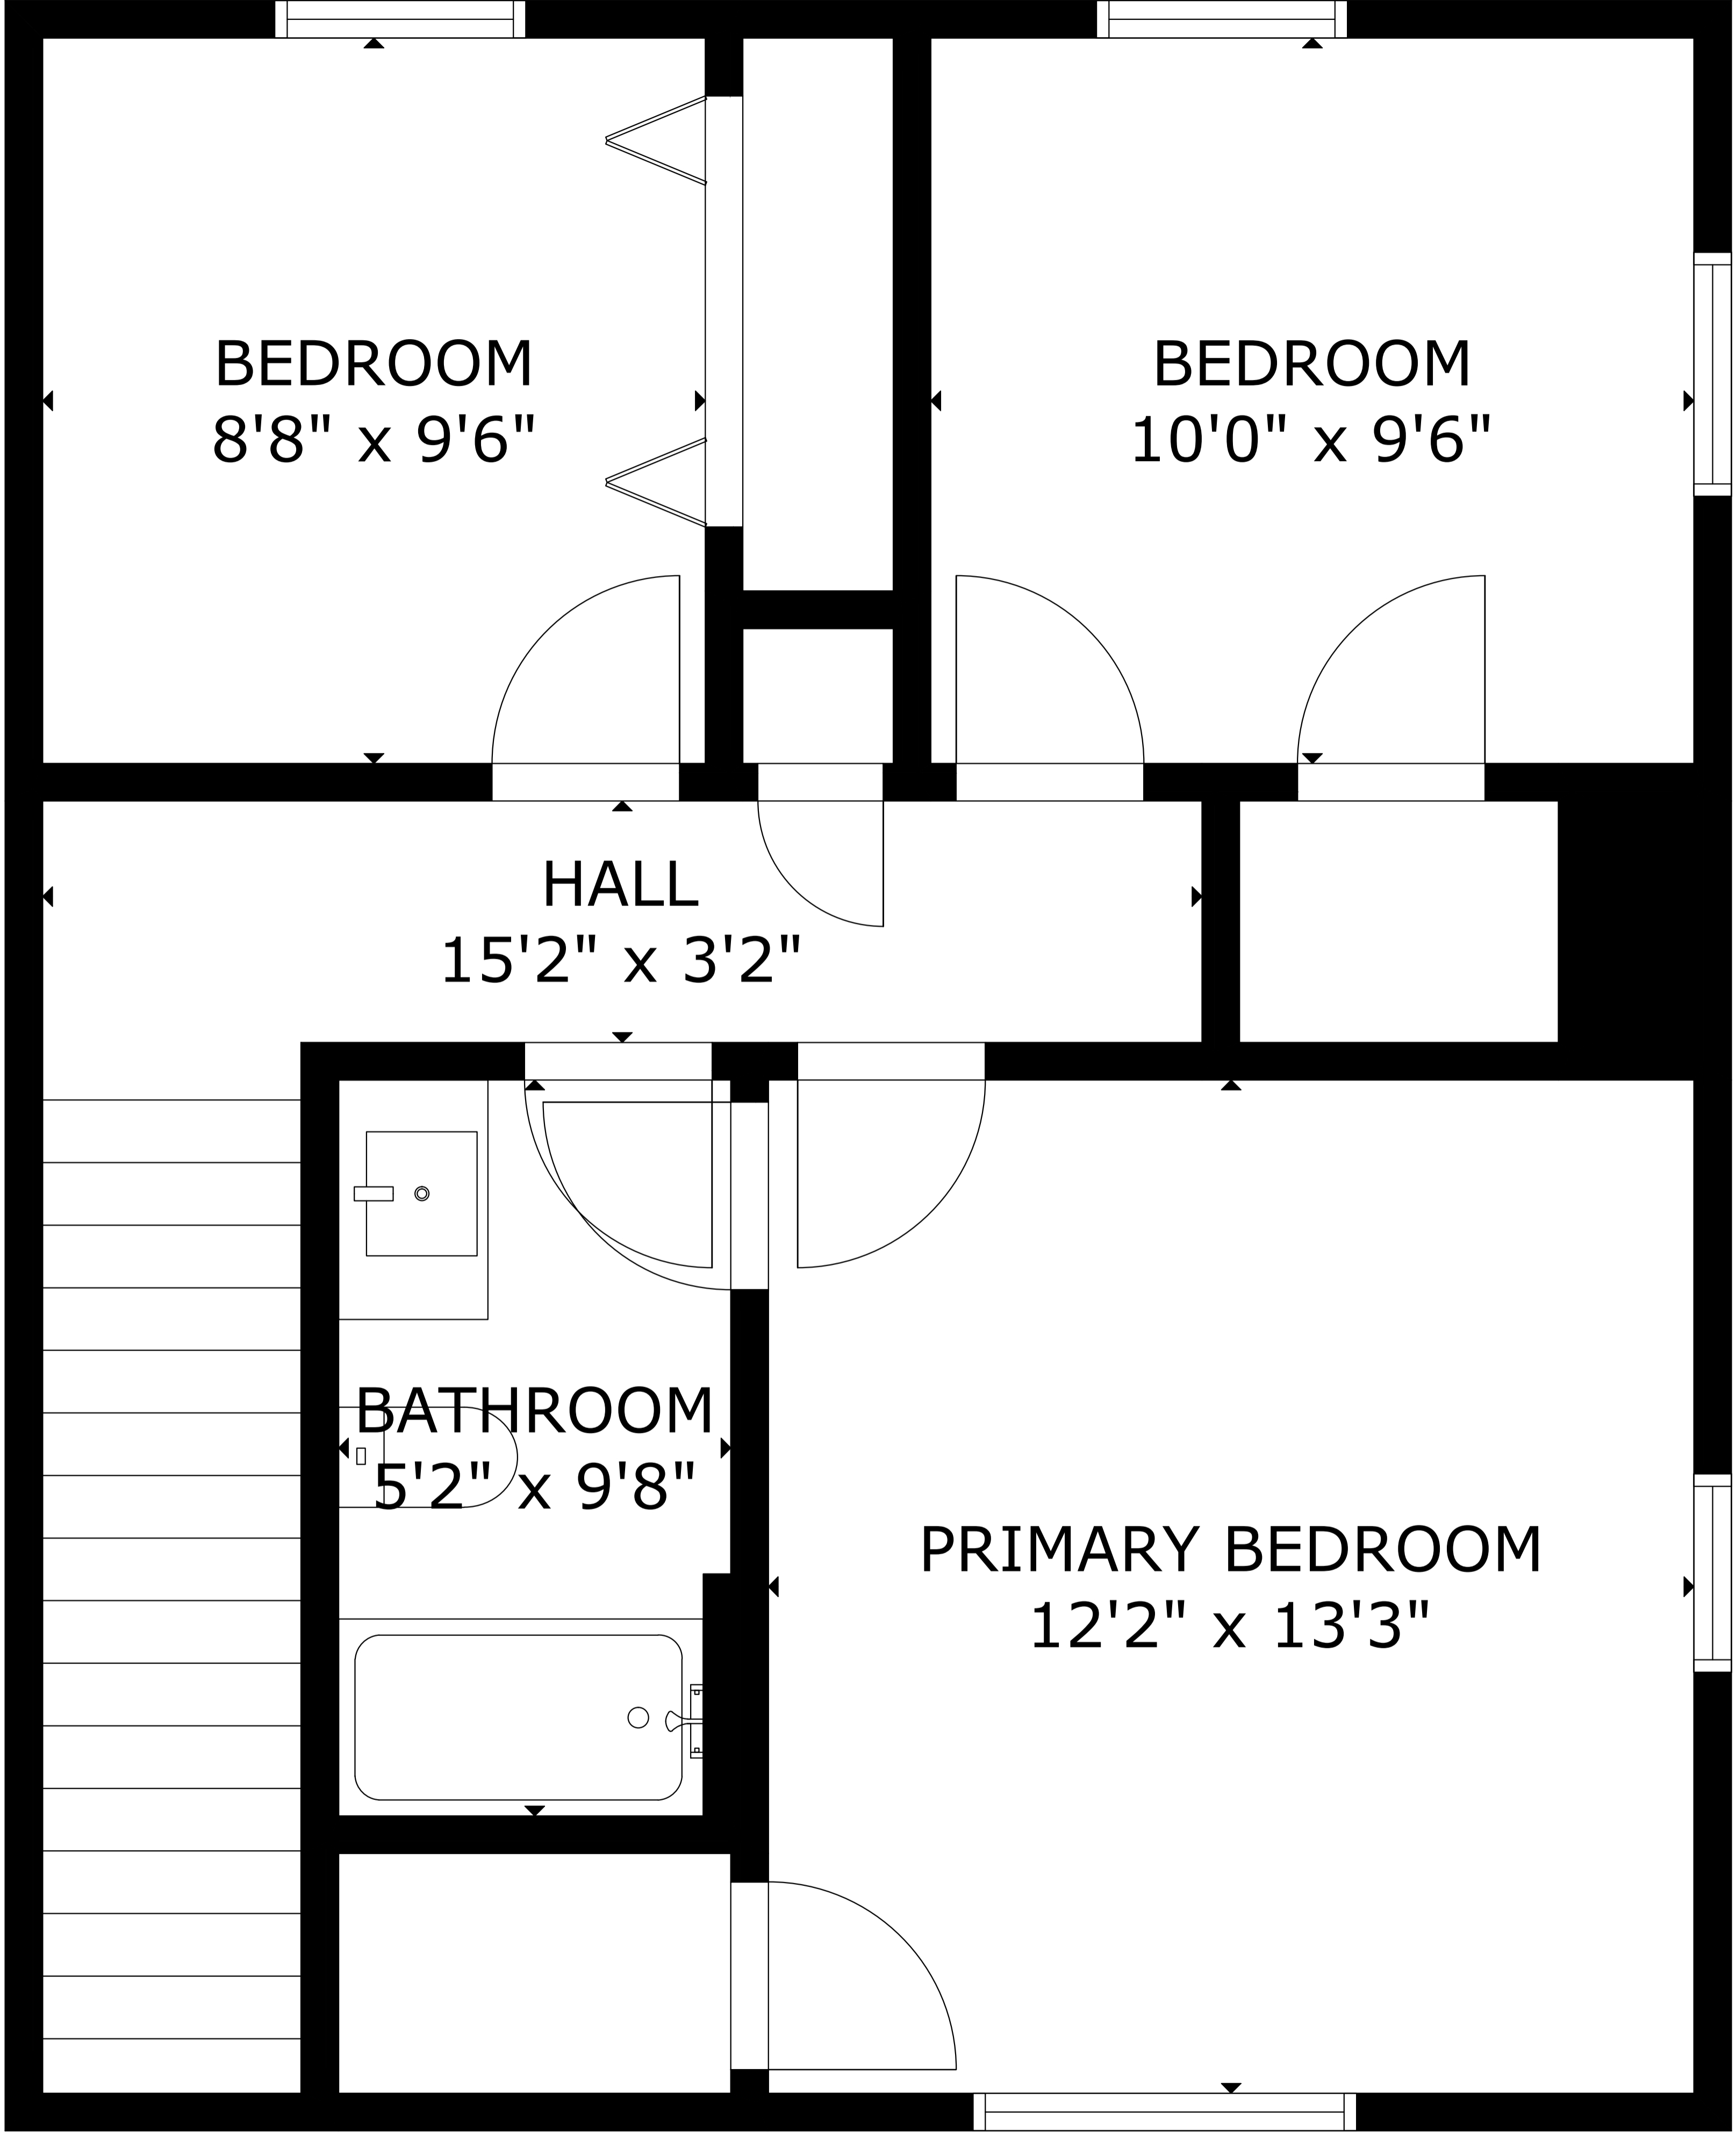 BEDROOM
8'8" x 9'6"
BEDROOM
10'0" x 9'6"
HALL
15'2" x 3'2"
BATHROOM
5'2" x 9'8"
PRIMARY BEDROOM
12'2" x 13'3"